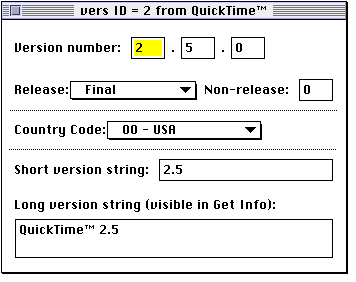 vers ID = 2 from QuickTime™
Version number: 2 . 5 . 0
Release: Final Non-release: 0
Country Code: 00 - USA
Short version string: 2.5
Long version string (visible in Get Info):
QuickTime™ 2.5